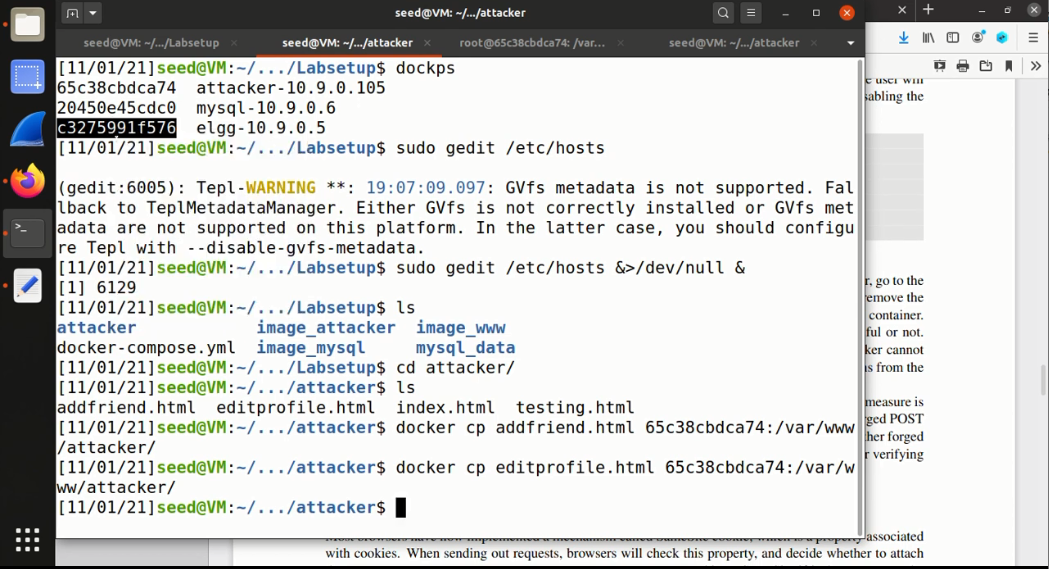 seed@VM: ~/.../attacker
seed@VM: ~/.../Labsetup
seed@VM: ~/.../attacker
root@65c38cbdca74: /var...
seed@VM: ~/.../attacker
[11/01/21]seed@VM:~/.../Labsetup$ dockps
65c38cbdca74  attacker-10.9.0.105
20450e45cdc0  mysql-10.9.0.6
c3275991f576  elgg-10.9.0.5
[11/01/21]seed@VM:~/.../Labsetup$ sudo gedit /etc/hosts
(gedit:6005): Tepl-WARNING **: 19:07:09.097: GVfs metadata is not supported. Fal
lback to TeplMetadataManager. Either GVfs is not correctly installed or GVfs met
adata are not supported on this platform. In the latter case, you should configu
re Tepl with --disable-gvfs-metadata.
[11/01/21]seed@VM:~/.../Labsetup$ sudo gedit /etc/hosts &>/dev/null &
[1] 6129
[11/01/21]seed@VM:~/.../Labsetup$ ls
attacker            image_attacker  image_www
docker-compose.yml  image_mysql     mysql_data
[11/01/21]seed@VM:~/.../Labsetup$ cd attacker/
[11/01/21]seed@VM:~/.../attacker$ ls
addfriend.html  editprofile.html  index.html  testing.html
[11/01/21]seed@VM:~/.../attacker$ docker cp addfriend.html 65c38cbdca74:/var/www
/attacker/
[11/01/21]seed@VM:~/.../attacker$ docker cp editprofile.html 65c38cbdca74:/var/w
ww/attacker/
[11/01/21]seed@VM:~/.../attacker$
user will
abling the
r, go to the
emove the
container.
ful or not.
ker cannot
s from the
measure is
ged POST
her forged
r verifying
associated
with cookies. When sending out requests, browsers will check this property, and decide whether to attach